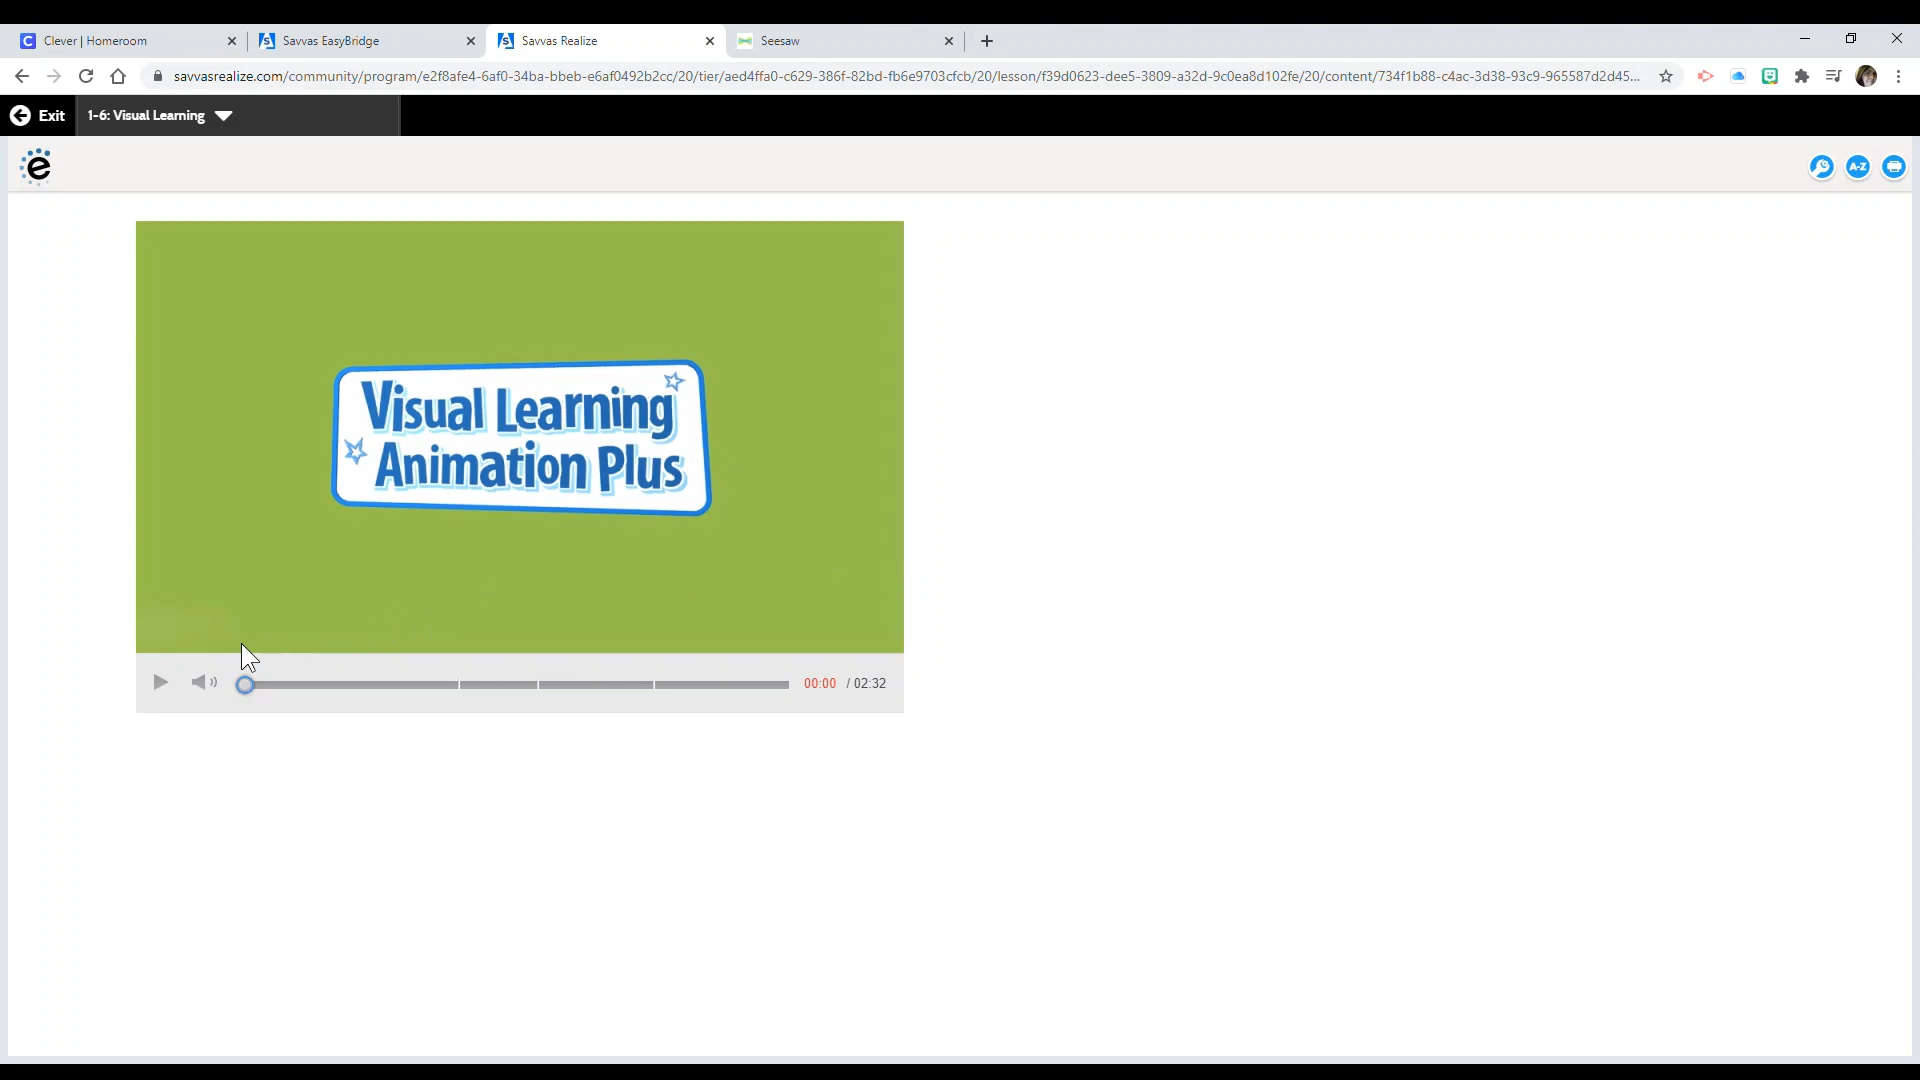 Clever | Homeroom
Savvas EasyBridge
Savvas Realize
Seesaw
savvasrealize.com/community/program/e2f8afe4-6af0-34ba-bbeb-e6af0492b2cc/20/tier/aed4ffa0-c629-386f-82bd-fb6e9703cfcb/20/lesson/f39d0623-dee5-3809-a32d-9c0ea8d102fe/20/content/734f1b88-c4ac-3d38-93c9-965587d2d45...
Exit
1-6: Visual Learning
e
A-Z
Visual Learning
Animation Plus
00:00 / 02:32